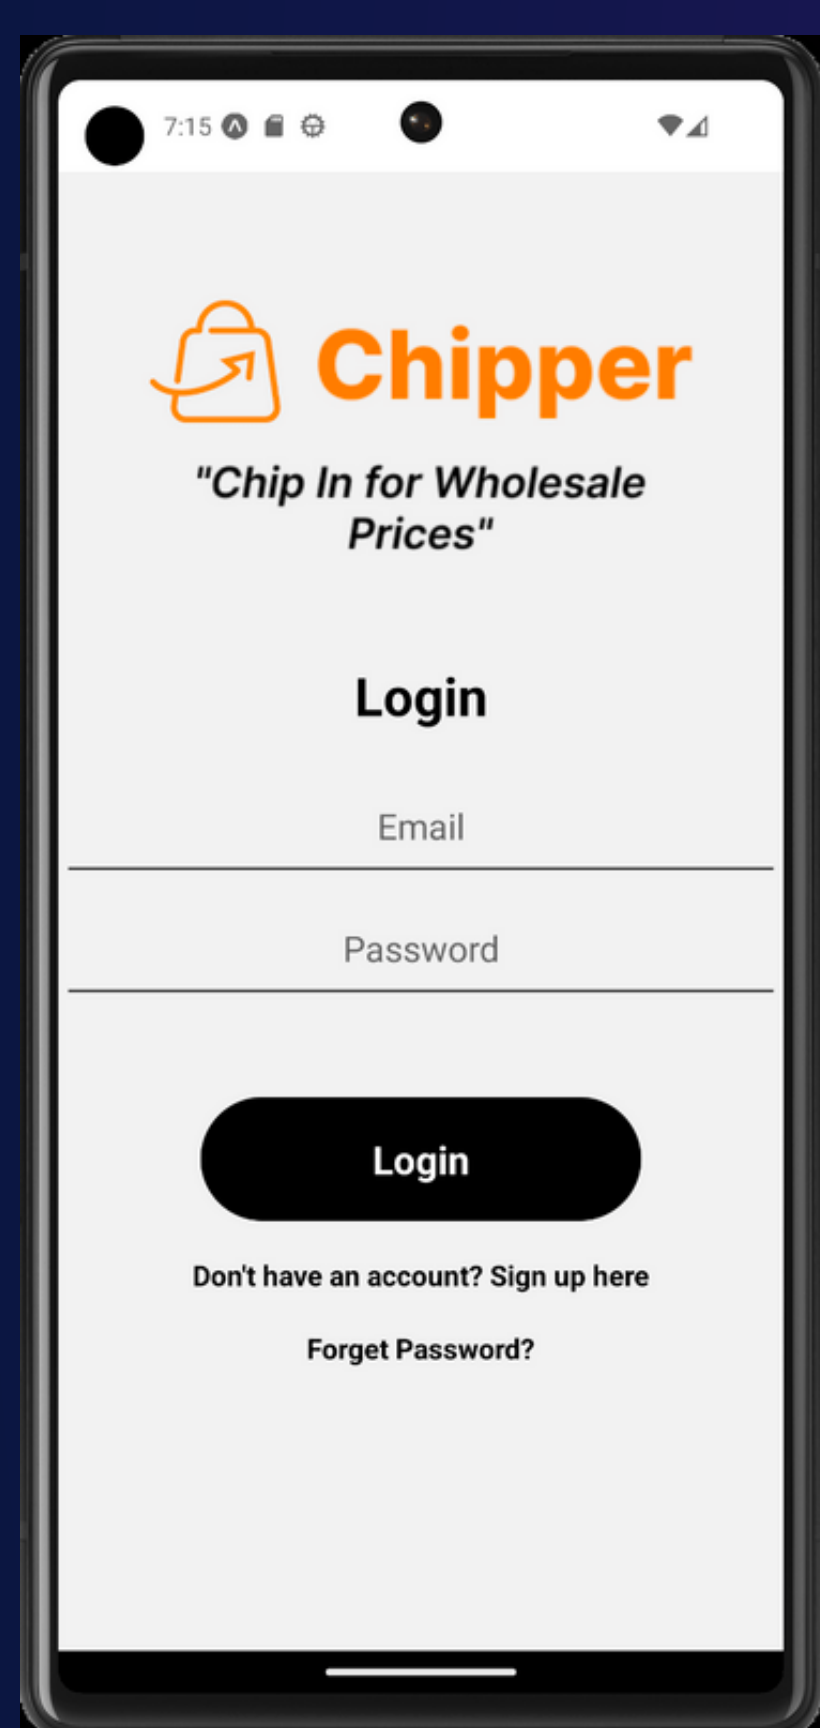 7:15
Chipper
"Chip In for Wholesale
Prices"
Login
Email
Password
Login
Don't have an account? Sign up here
Forget Password?